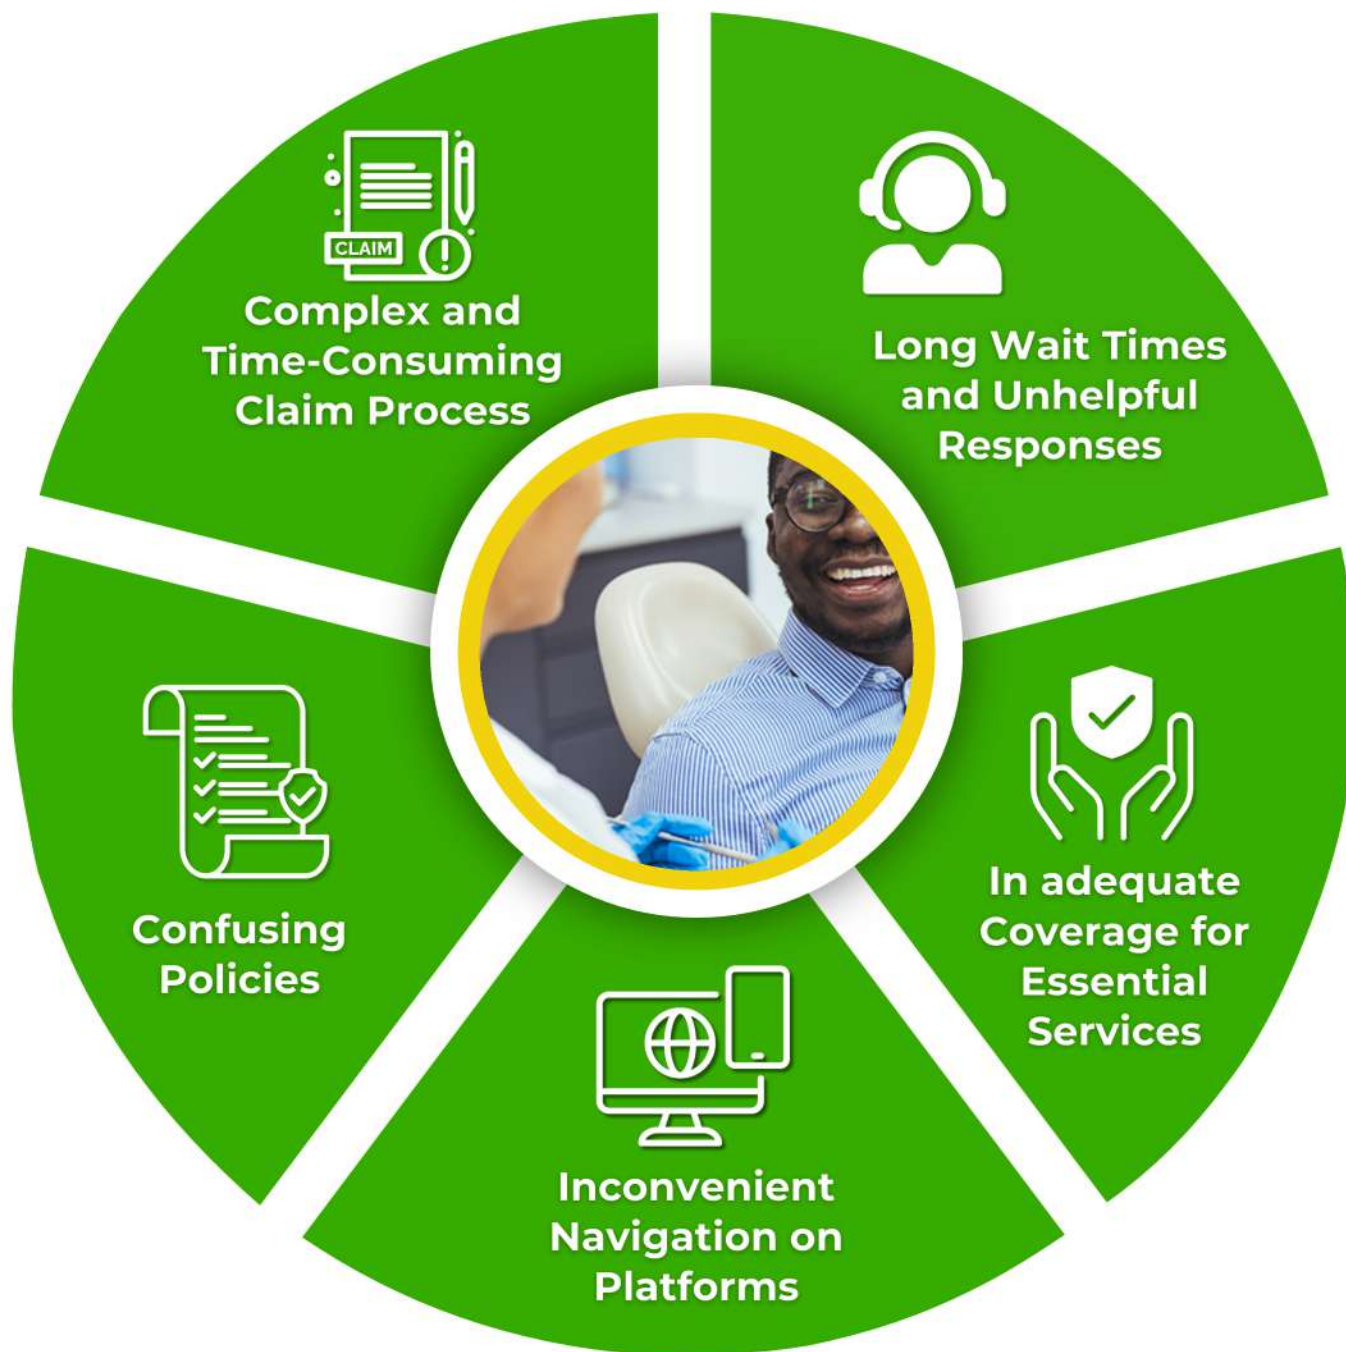 CLAIM
Complex and
Time-Consuming
Claim Process
Long Wait Times
and Unhelpful
Responses
In adequate
Coverage for
Essential
Services
Inconvenient
Navigation on
Platforms
Confusing
Policies